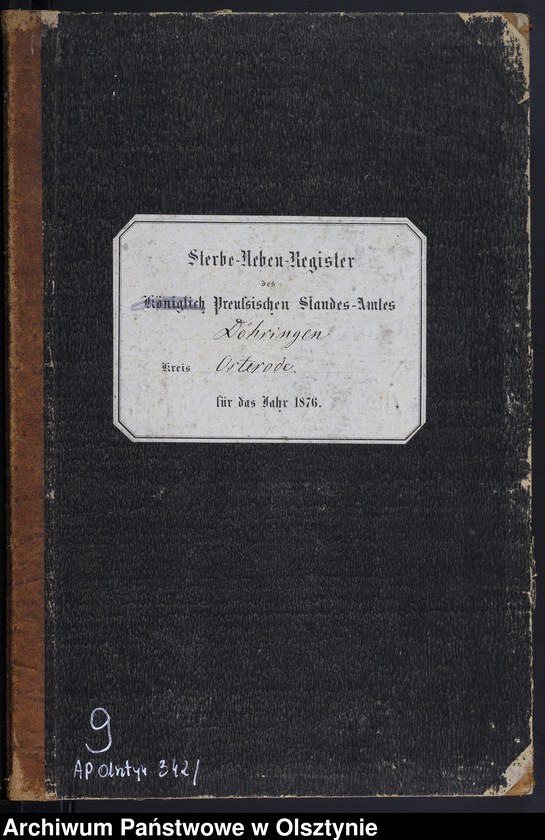 Sterbe-Neben-Register
des
Königlich Preußischen Standes-Amtes
Döhringen
Kreis Osterode.
für das Jahr 1876.
9
AP Olsztyn 342/
Archiwum Państwowe w Olsztynie